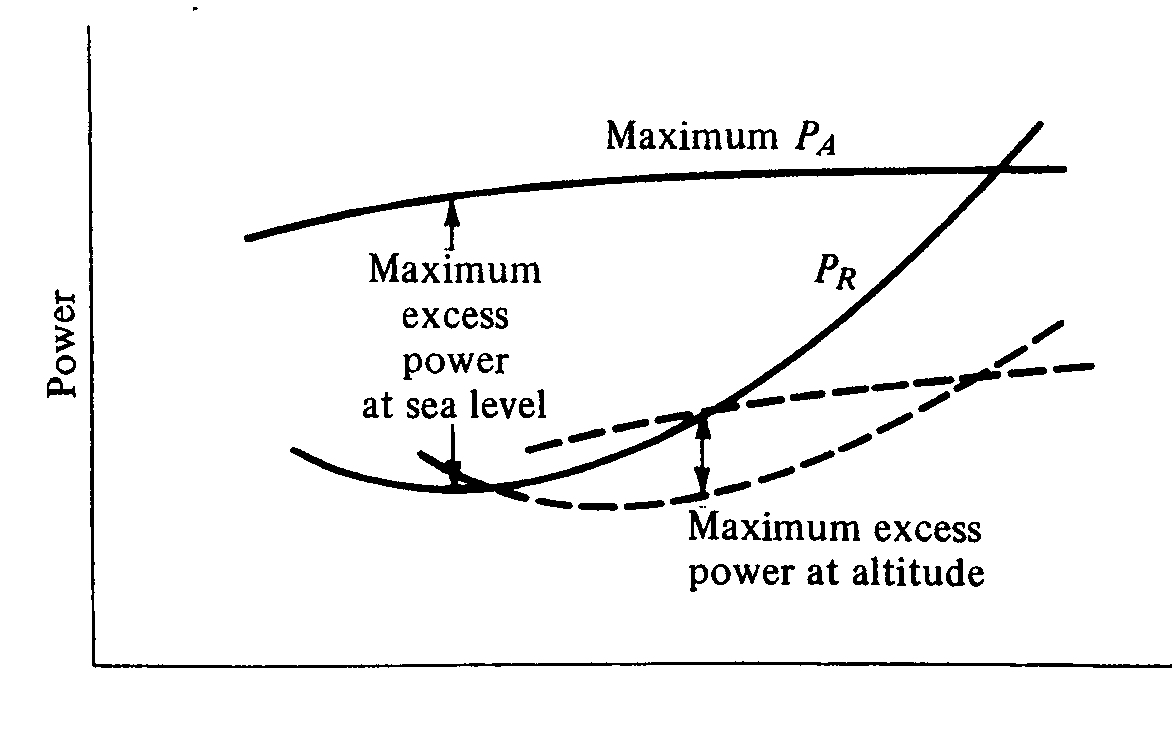 Power
Maximum P_A
P_R
Maximum
excess
power
at sea level
Maximum excess
power at altitude